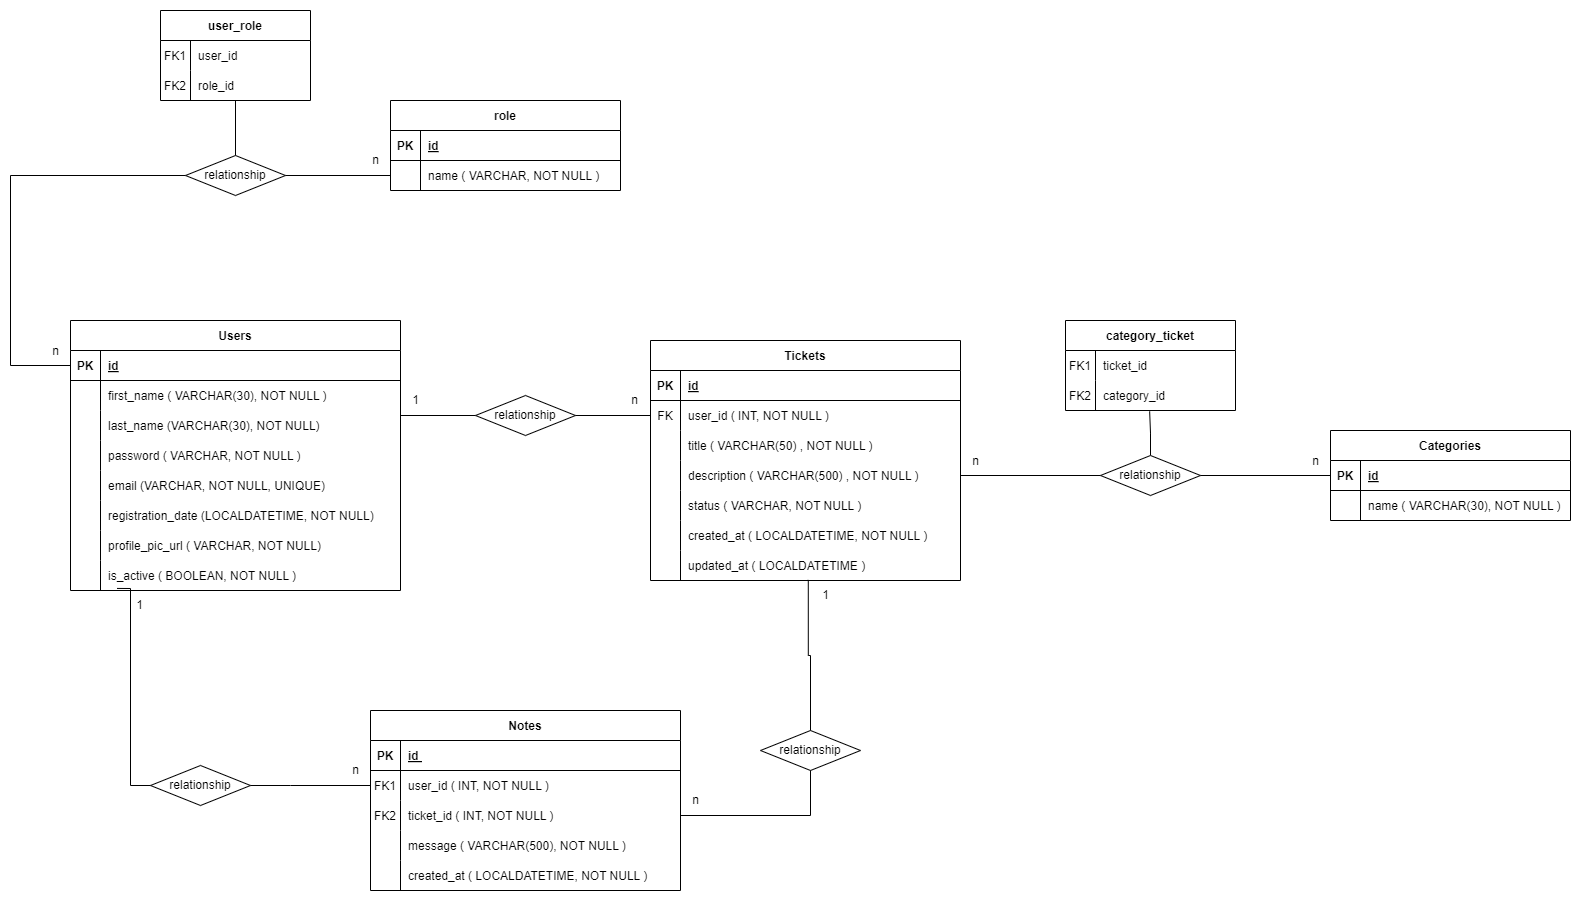 user_role
FK1 user_id
FK2 role_id
role
PK id
name ( VARCHAR, NOT NULL )
relationship
n
n
Users
PK id
first_name ( VARCHAR(30), NOT NULL )
last_name (VARCHAR(30), NOT NULL)
password ( VARCHAR, NOT NULL )
email (VARCHAR, NOT NULL, UNIQUE)
registration_date (LOCALDATETIME, NOT NULL)
profile_pic_url ( VARCHAR, NOT NULL)
is_active ( BOOLEAN, NOT NULL )
1
relationship
n
Tickets
PK id
FK user_id ( INT, NOT NULL )
title ( VARCHAR(50) , NOT NULL )
description ( VARCHAR(500) , NOT NULL )
status ( VARCHAR, NOT NULL )
created_at ( LOCALDATETIME, NOT NULL )
updated_at ( LOCALDATETIME )
category_ticket
FK1 ticket_id
FK2 category_id
n
relationship
n
Categories
PK id
name ( VARCHAR(30), NOT NULL )
1
relationship
n
Notes
PK id
FK1 user_id ( INT, NOT NULL )
FK2 ticket_id ( INT, NOT NULL )
message ( VARCHAR(500), NOT NULL )
created_at ( LOCALDATETIME, NOT NULL )
1
relationship
n